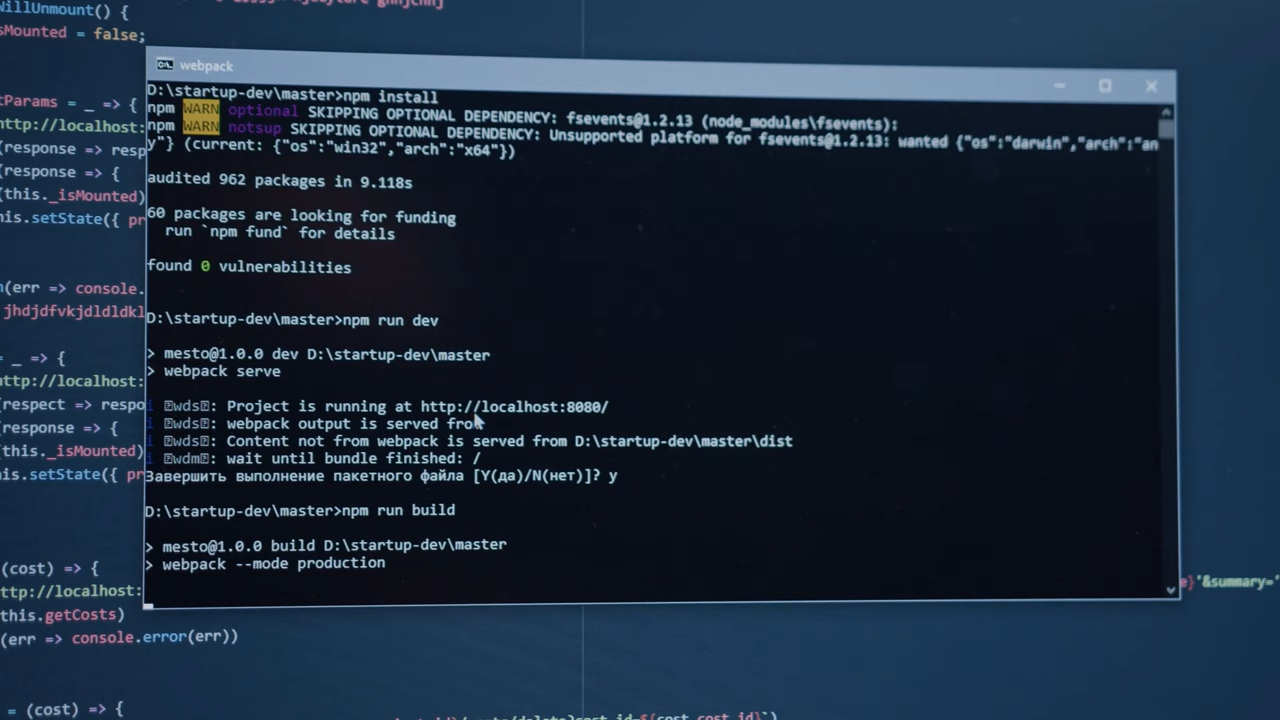 WillUnmount() {
sMounted = false;
tParams = _ => {
http://localhost:
(response => resp
(response => {
(this._isMounted)
his.setState({ pr
(err => console.
jhdjdfvkjdldldkl
= _ => {
http://localhost:
(respect => respo
(response => {
(this._isMounted)
his.setState({ pr
(cost) => {
http://localhost:
this.getCosts)
(err => console.error(err))
= (cost) => {
webpack
D:\startup-dev\master>npm install
npm WARN optional SKIPPING OPTIONAL DEPENDENCY: fsevents@1.2.13 (node_modules\fsevents):
npm WARN notsup SKIPPING OPTIONAL DEPENDENCY: Unsupported platform for fsevents@1.2.13: wanted {"os":"darwin","arch":"an
y"} (current: {"os":"win32","arch":"x64"})
audited 962 packages in 9.118s
60 packages are looking for funding
run `npm fund` for details
found 0 vulnerabilities
D:\startup-dev\master>npm run dev
> mesto@1.0.0 dev D:\startup-dev\master
> webpack serve
i ｢wds｣: Project is running at http://localhost:8080/
i ｢wds｣: webpack output is served from
i ｢wds｣: Content not from webpack is served from D:\startup-dev\master\dist
i ｢wdm｣: wait until bundle finished: /
Завершить выполнение пакетного файла [Y(да)/N(нет)]? y
D:\startup-dev\master>npm run build
> mesto@1.0.0 build D:\startup-dev\master
> webpack --mode production
e}'&summary='